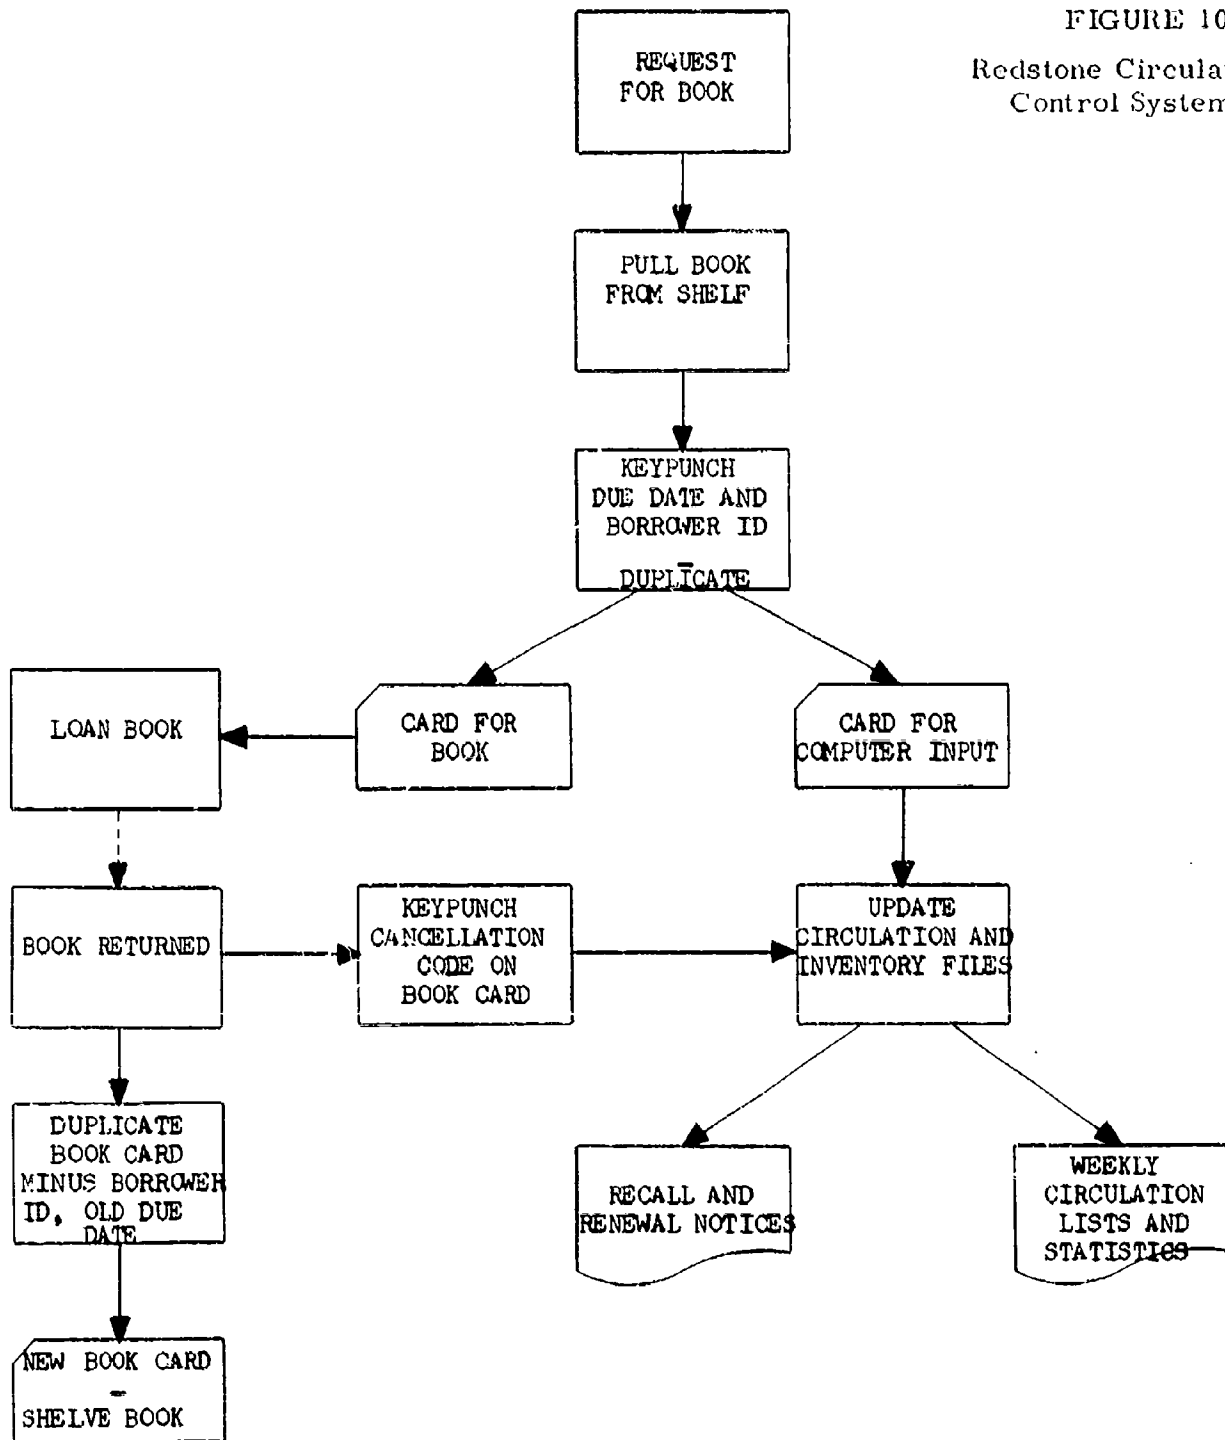 FIGURE 10
Redstone Circula
Control System
REQUEST
FOR BOOK
PULL BOOK
FROM SHELF
KEYPUNCH
DUE DATE AND
BORROWER ID
-
DUPLICATE
LOAN BOOK
CARD FOR
BOOK
CARD FOR
COMPUTER INPUT
BOOK RETURNED
KEYPUNCH
CANCELLATION
CODE ON
BOOK CARD
UPDATE
CIRCULATION AND
INVENTORY FILES
DUPLICATE
BOOK CARD
MINUS BORROWER
ID, OLD DUE
DATE
RECALL AND
RENEWAL NOTICES
WEEKLY
CIRCULATION
LISTS AND
STATISTICS
NEW BOOK CARD
-
SHELVE BOOK